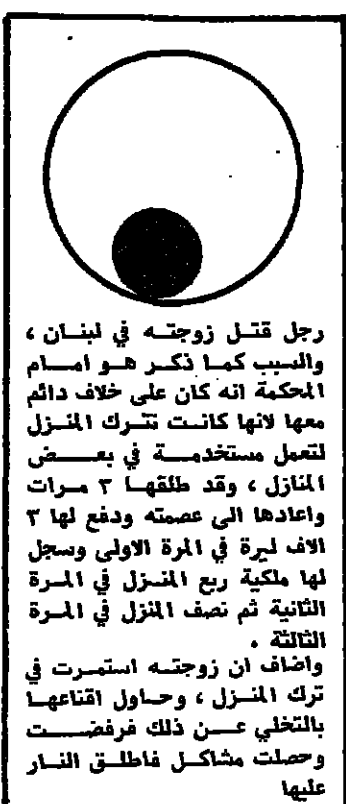 رجل قتل زوجته في لبنان ،
والسبب كما ذكر هو امام
المحكمة انه كان على خلاف دائم
معها لانها كانت تترك المنزل
لتعمل مستخدمة في بعض
المنازل ، وقد طلقها ٣ مرات
واعادها الى عصمته ودفع لها ٣
الاف ليرة في المرة الاولى وسجل
لها ملكية ربع المنزل في المرة
الثانية ثم نصف المنزل في المرة
الثالثة .
واضاف ان زوجته استمرت في
ترك المنزل ، وحاول اقناعها
بالتخلي عن ذلك فرفضت
وحصلت مشاكل فاطلق النار
عليها